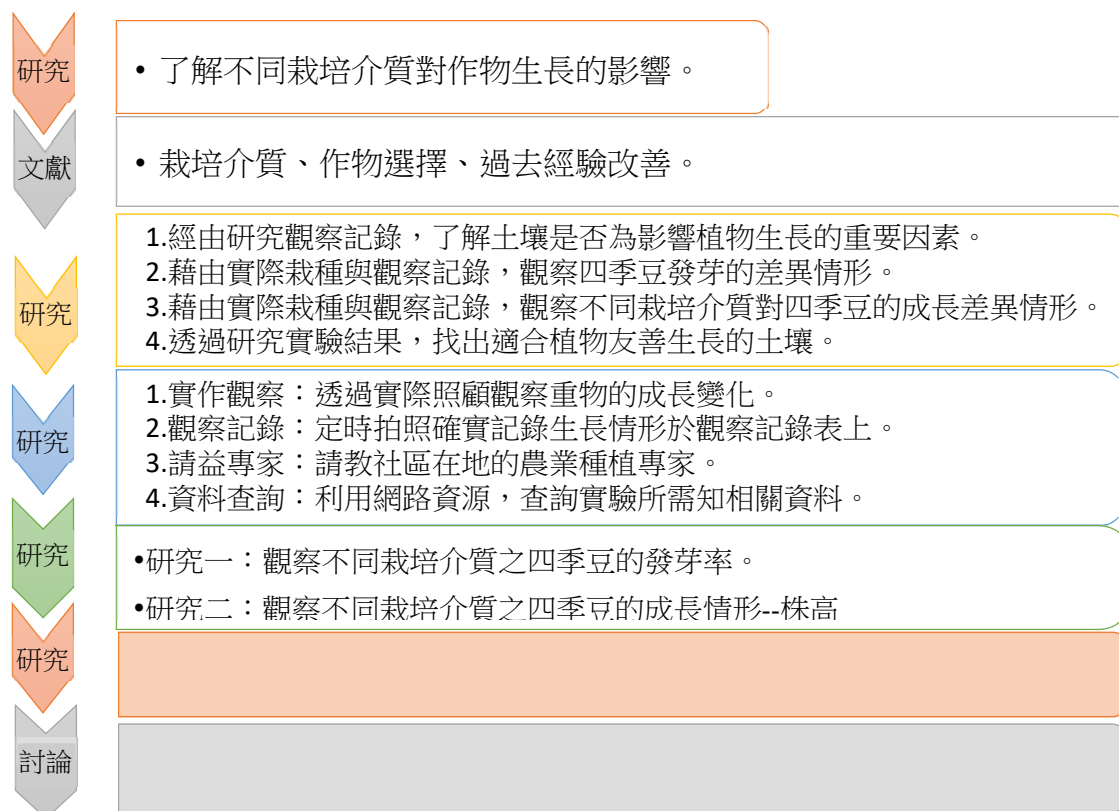 研究
• 了解不同栽培介質對作物生長的影響。
文獻
• 栽培介質、作物選擇、過去經驗改善。
研究
1.經由研究觀察記錄，了解土壤是否為影響植物生長的重要因素。
2.藉由實際栽種與觀察記錄，觀察四季豆發芽的差異情形。
3.藉由實際栽種與觀察記錄，觀察不同栽培介質對四季豆的成長差異情形。
4.透過研究實驗結果，找出適合植物友善生長的土壤。
研究
1.實作觀察：透過實際照顧觀察重物的成長變化。
2.觀察記錄：定時拍照確實記錄生長情形於觀察記錄表上。
3.請益專家：請教社區在地的農業種植專家。
4.資料查詢：利用網路資源，查詢實驗所需知相關資料。
研究
•研究一：觀察不同栽培介質之四季豆的發芽率。
•研究二：觀察不同栽培介質之四季豆的成長情形--株高
研究
討論